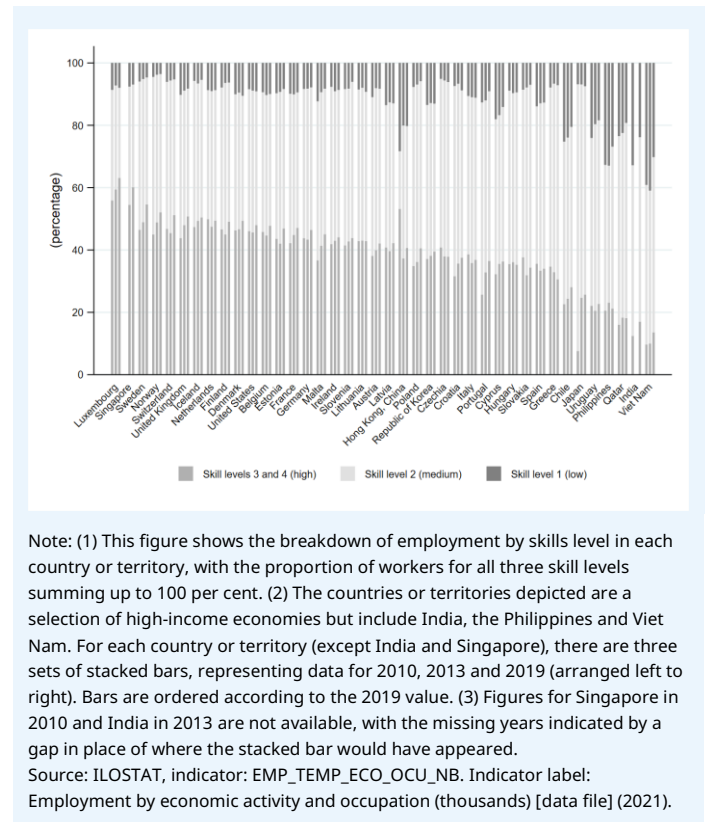 100
80
60
40
20
0
(percentage)
Luxembourg
Singapore
Sweden
Norway
Switzerland
United Kingdom
Iceland
Netherlands
Finland
Denmark
United States
Belgium
Estonia
France
Germany
Malta
Ireland
Slovenia
Lithuania
Austria
Latvia
Hong Kong, China
Poland
Republic of Korea
Czechia
Croatia
Italy
Portugal
Cyprus
Hungary
Slovakia
Spain
Greece
Chile
Japan
Uruguay
Philippines
Qatar
India
Viet Nam
Skill levels 3 and 4 (high) Skill level 2 (medium) Skill level 1 (low)
Note: (1) This figure shows the breakdown of employment by skills level in each
country or territory, with the proportion of workers for all three skill levels
summing up to 100 per cent. (2) The countries or territories depicted are a
selection of high-income economies but include India, the Philippines and Viet
Nam. For each country or territory (except India and Singapore), there are three
sets of stacked bars, representing data for 2010, 2013 and 2019 (arranged left to
right). Bars are ordered according to the 2019 value. (3) Figures for Singapore in
2010 and India in 2013 are not available, with the missing years indicated by a
gap in place of where the stacked bar would have appeared.
Source: ILOSTAT, indicator: EMP_TEMP_ECO_OCU_NB. Indicator label:
Employment by economic activity and occupation (thousands) [data file] (2021).